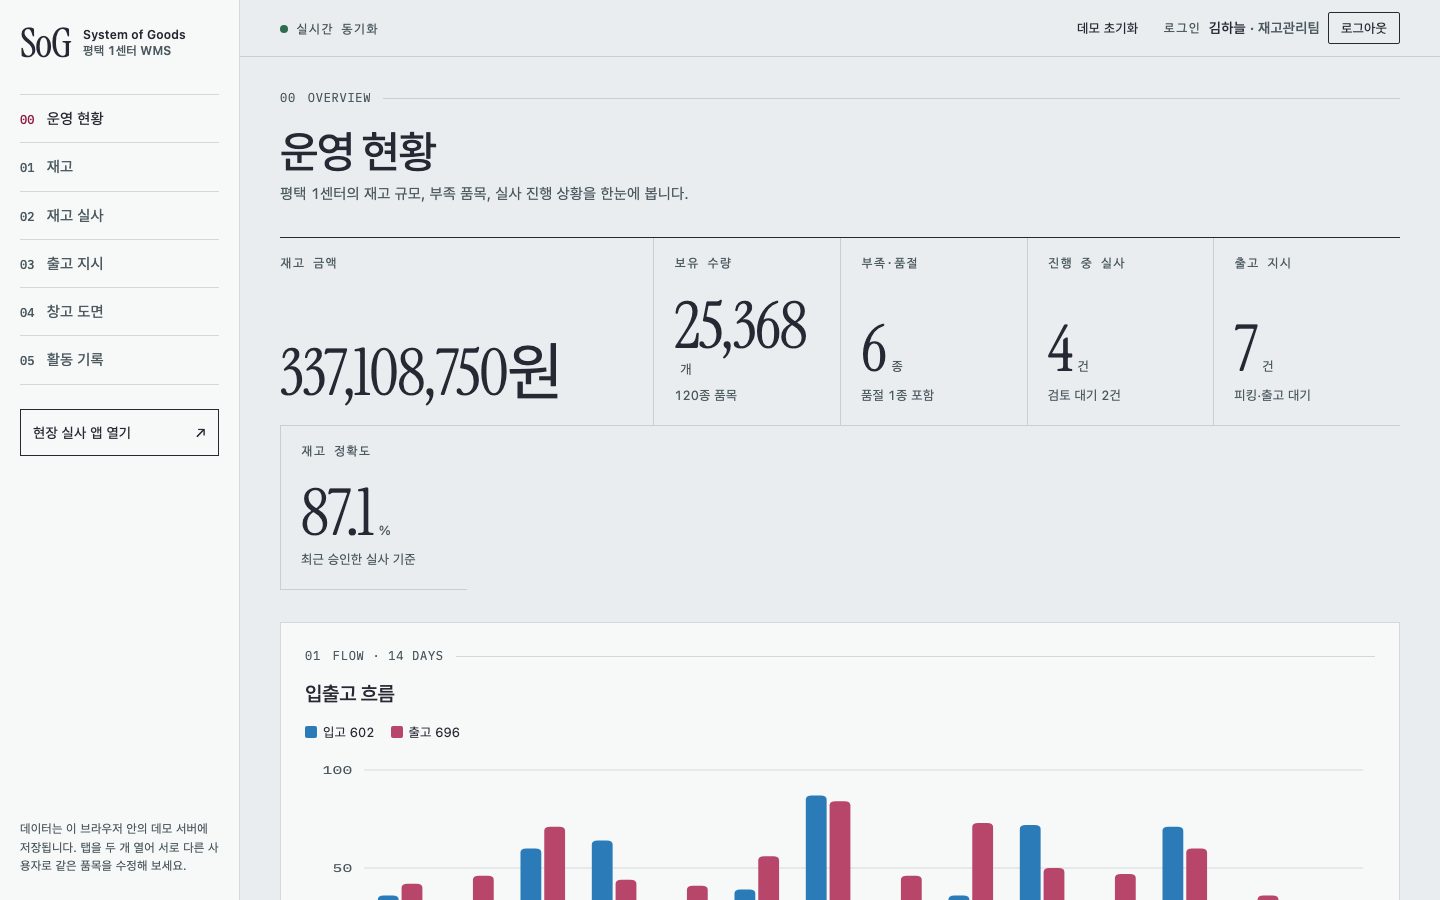 SoG
System of Goods
평택 1센터 WMS
00 운영 현황
01 재고
02 재고 실사
03 출고 지시
04 창고 도면
05 활동 기록
현장 실사 앱 열기
데이터는 이 브라우저 안의 데모 서버에
저장됩니다. 탭을 두 개 열어 서로 다른 사
용자로 같은 품목을 수정해 보세요.
실시간 동기화
데모 초기화
로그인 김하늘 · 재고관리팀
로그아웃
00 OVERVIEW
운영 현황
평택 1센터의 재고 규모, 부족 품목, 실사 진행 상황을 한눈에 봅니다.
재고 금액
337,108,750원
보유 수량
25,368
개
120종 품목
부족·품절
6 종
품절 1종 포함
진행 중 실사
4 건
검토 대기 2건
출고 지시
7 건
피킹·출고 대기
재고 정확도
87.1 %
최근 승인한 실사 기준
01 FLOW · 14 DAYS
입출고 흐름
입고 602 출고 696
100
50